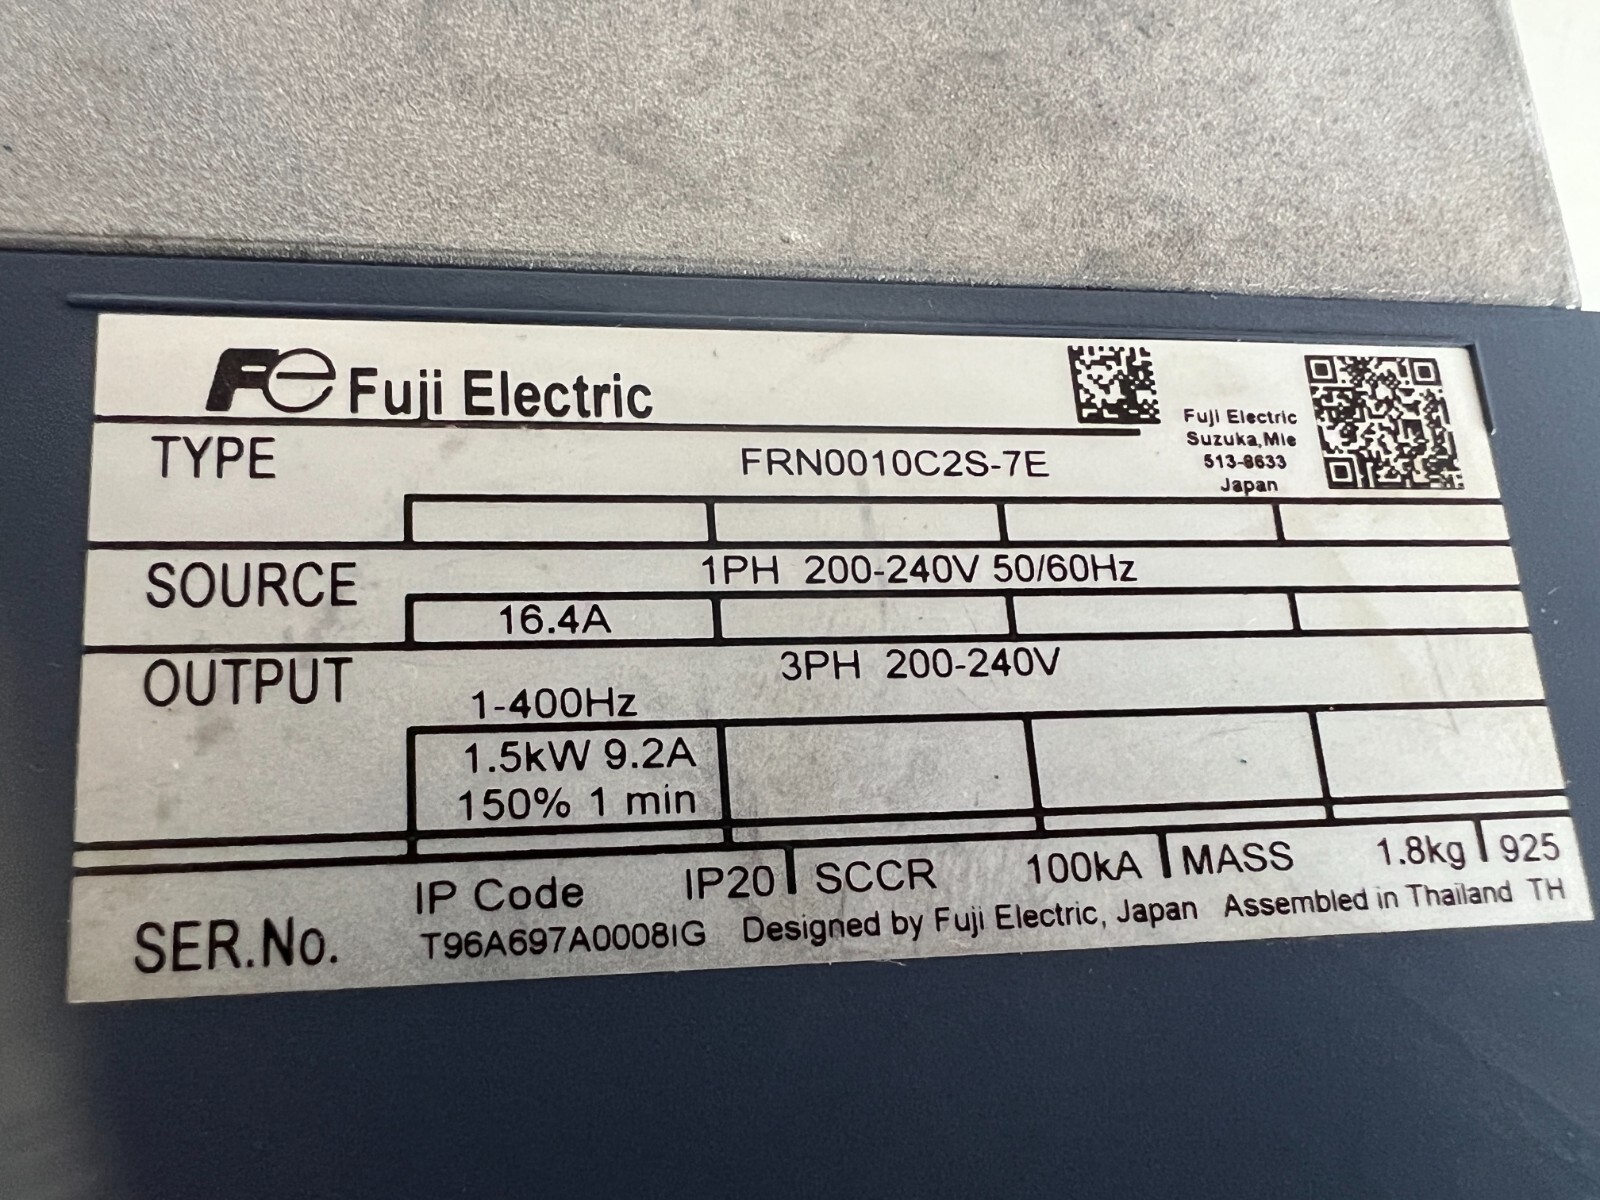 Fe Fuji Electric
Fuji Electric
Suzuka,Mie
513-8633
Japan
TYPE FRN0010C2S-7E
SOURCE 1PH 200-240V 50/60Hz
16.4A
OUTPUT 3PH 200-240V
1-400Hz
1.5kW 9.2A
150% 1 min
IP Code IP20 SCCR 100kA MASS 1.8kg 925
SER.No. T96A697A0008IG Designed by Fuji Electric, Japan Assembled in Thailand TH